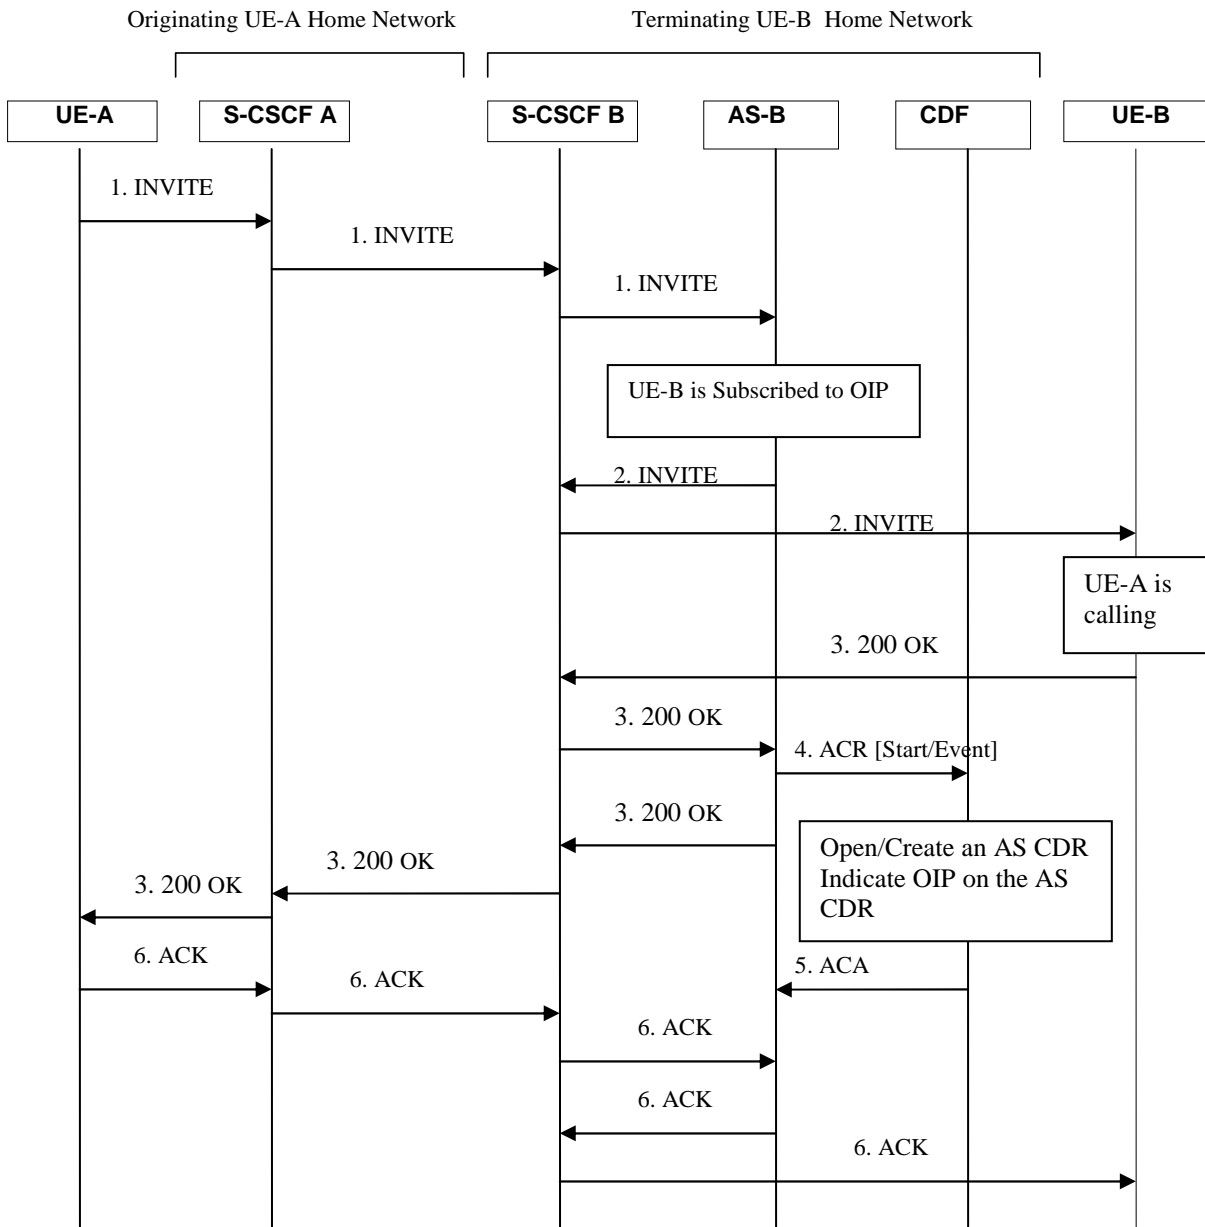 Originating UE-A Home Network
Terminating UE-B Home Network
UE-A
S-CSCF A
S-CSCF B
AS-B
CDF
UE-B
1. INVITE
1. INVITE
1. INVITE
UE-B is Subscribed to OIP
2. INVITE
2. INVITE
UE-A is
calling
3. 200 OK
3. 200 OK
4. ACR [Start/Event]
3. 200 OK
Open/Create an AS CDR
Indicate OIP on the AS
CDR
3. 200 OK
3. 200 OK
6. ACK
5. ACA
6. ACK
6. ACK
6. ACK
6. ACK